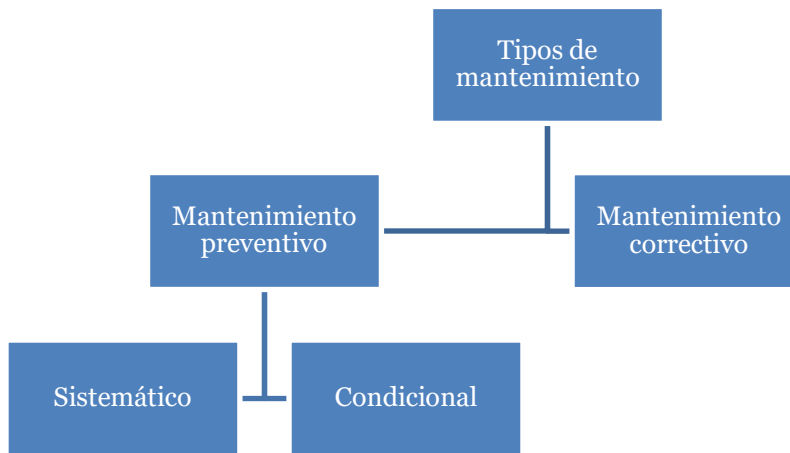 Tipos de
mantenimiento
Mantenimiento
preventivo
Mantenimiento
correctivo
Sistemático
Condicional